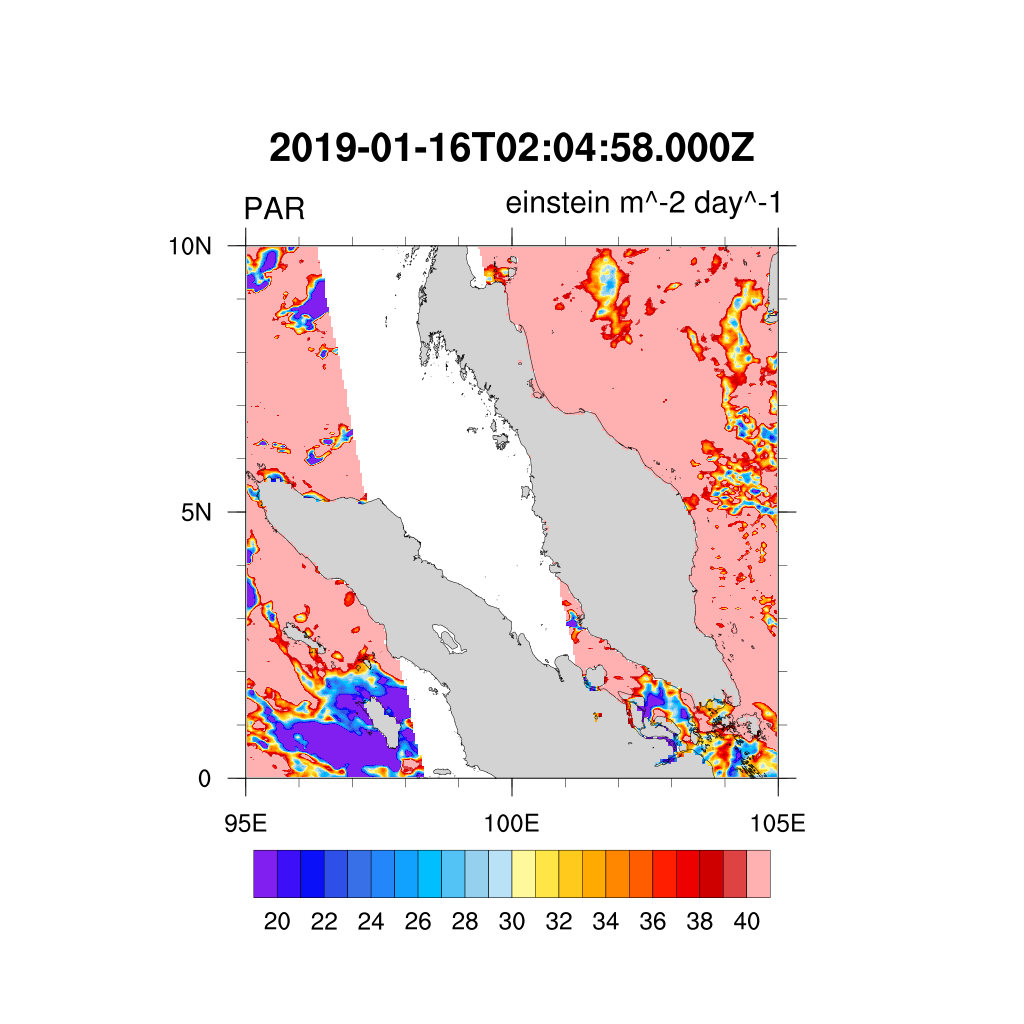 2019-01-16T02:04:58.000Z
PAR einstein m^-2 day^-1
10N
5N
0
95E 100E 105E
20 22 24 26 28 30 32 34 36 38 40